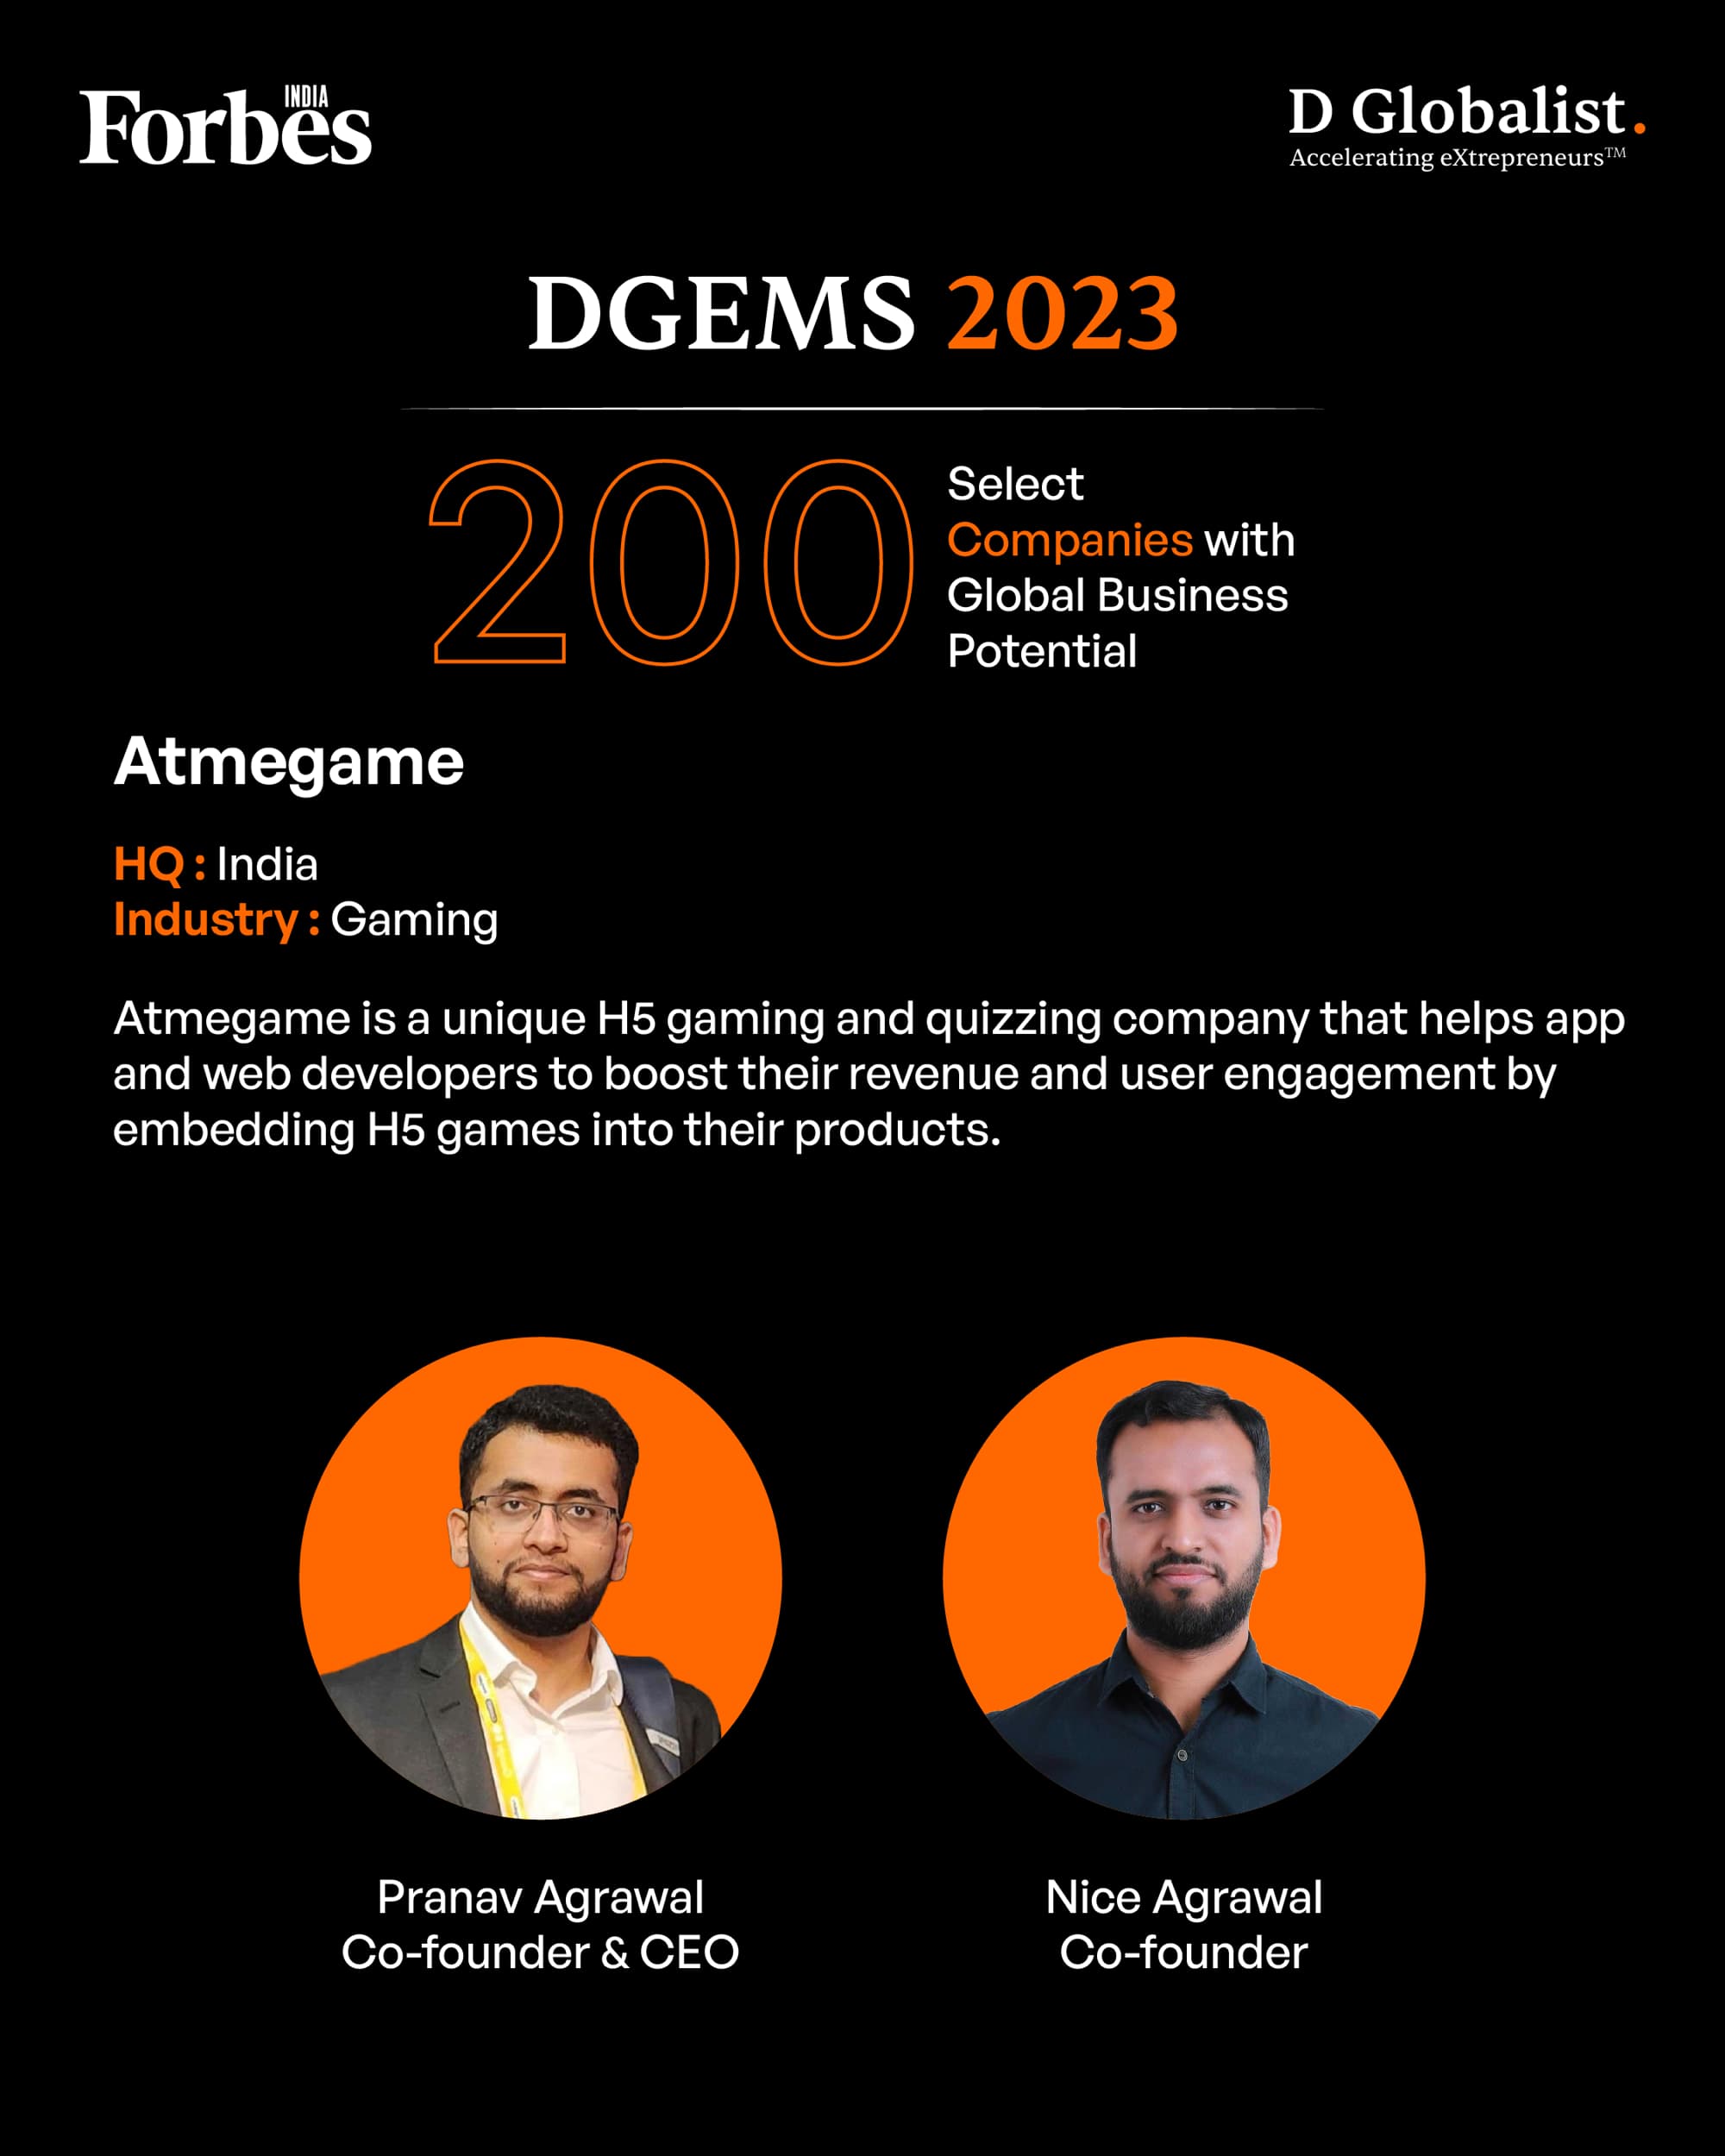 Forbes INDIA
D Globalist.
Accelerating eXtrepreneurs™
DGEMS 2023
200
Select
Companies with
Global Business
Potential
Atmegame
HQ : India
Industry : Gaming
Atmegame is a unique H5 gaming and quizzing company that helps app
and web developers to boost their revenue and user engagement by
embedding H5 games into their products.
Pranav Agrawal
Co-founder & CEO
Nice Agrawal
Co-founder